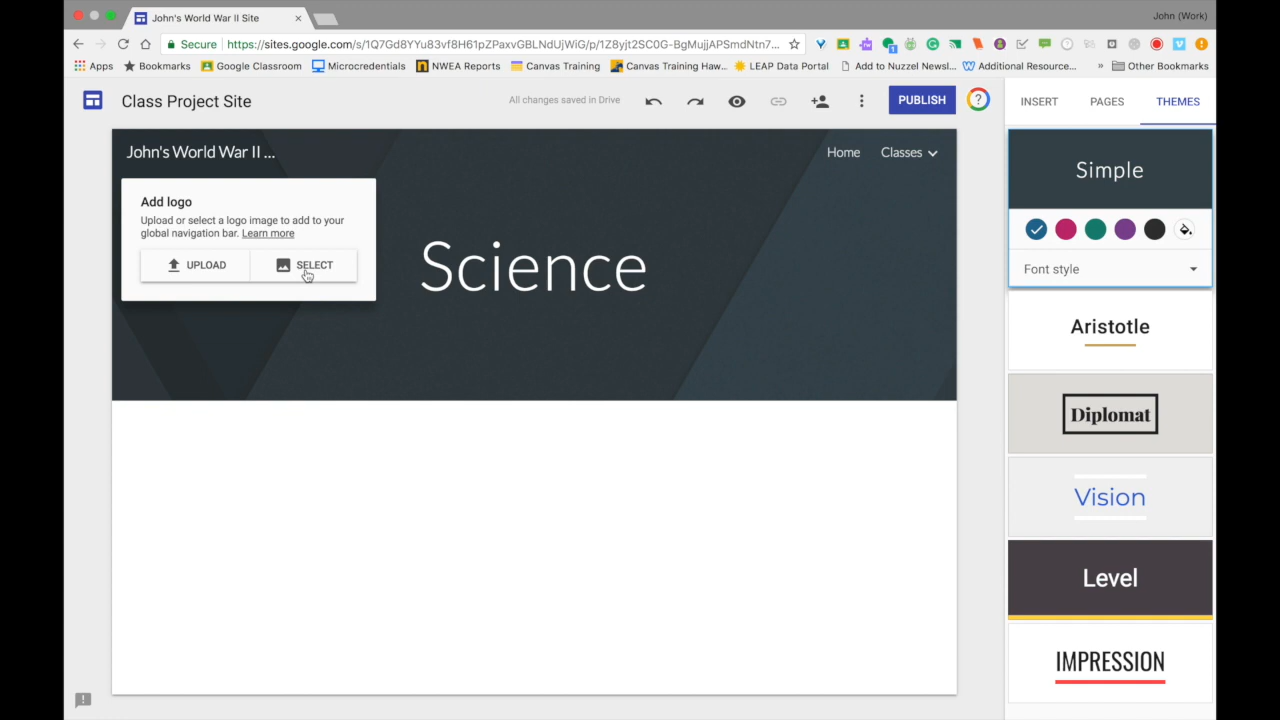 John's World War II Site
John (Work)
Secure
https://sites.google.com/s/1Q7Gd8YYu83vf8H61pZPaxvGBLNdUjWiG/p/1Z8yjt2SC0G-BgMujjAPSmdNtn7...
Apps Bookmarks Google Classroom Microcredentials NWEA Reports Canvas Training Canvas Training Haw... LEAP Data Portal Add to Nuzzel Newsl... Additional Resource... » Other Bookmarks
Class Project Site
All changes saved in Drive
PUBLISH
INSERT PAGES THEMES
John's World War II ...
Home Classes
Add logo
Upload or select a logo image to add to your
global navigation bar. Learn more
UPLOAD SELECT
Science
Simple
Font style
Aristotle
Diplomat
Vision
Level
IMPRESSION